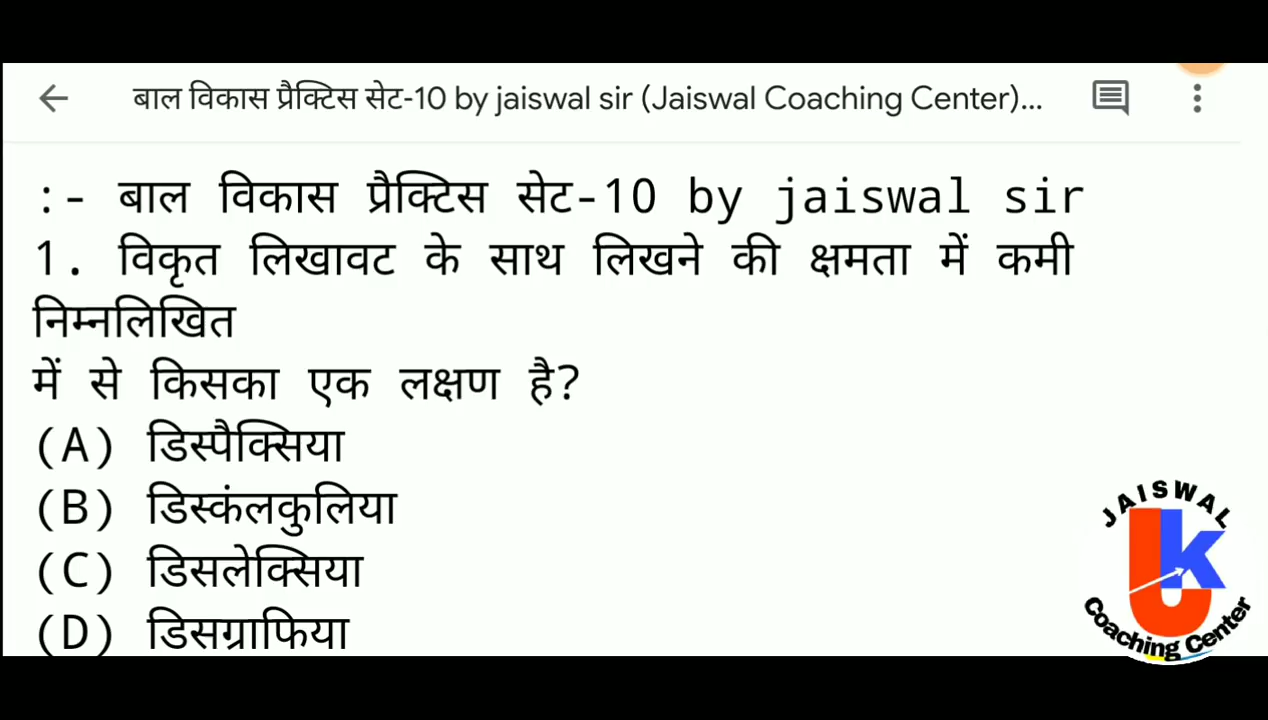 बाल विकास प्रैक्टिस सेट-10 by jaiswal sir (Jaiswal Coaching Center)...
:- बाल विकास प्रैक्टिस सेट-10 by jaiswal sir
1. विकृत लिखावट के साथ लिखने की क्षमता में कमी
निम्नलिखित
में से किसका एक लक्षण है?
(A) डिस्पैक्सिया
(B) डिस्कंलकुलिया
(C) डिसलेक्सिया
(D) डिसग्राफिया
JAISWAL
UK
Coaching Center